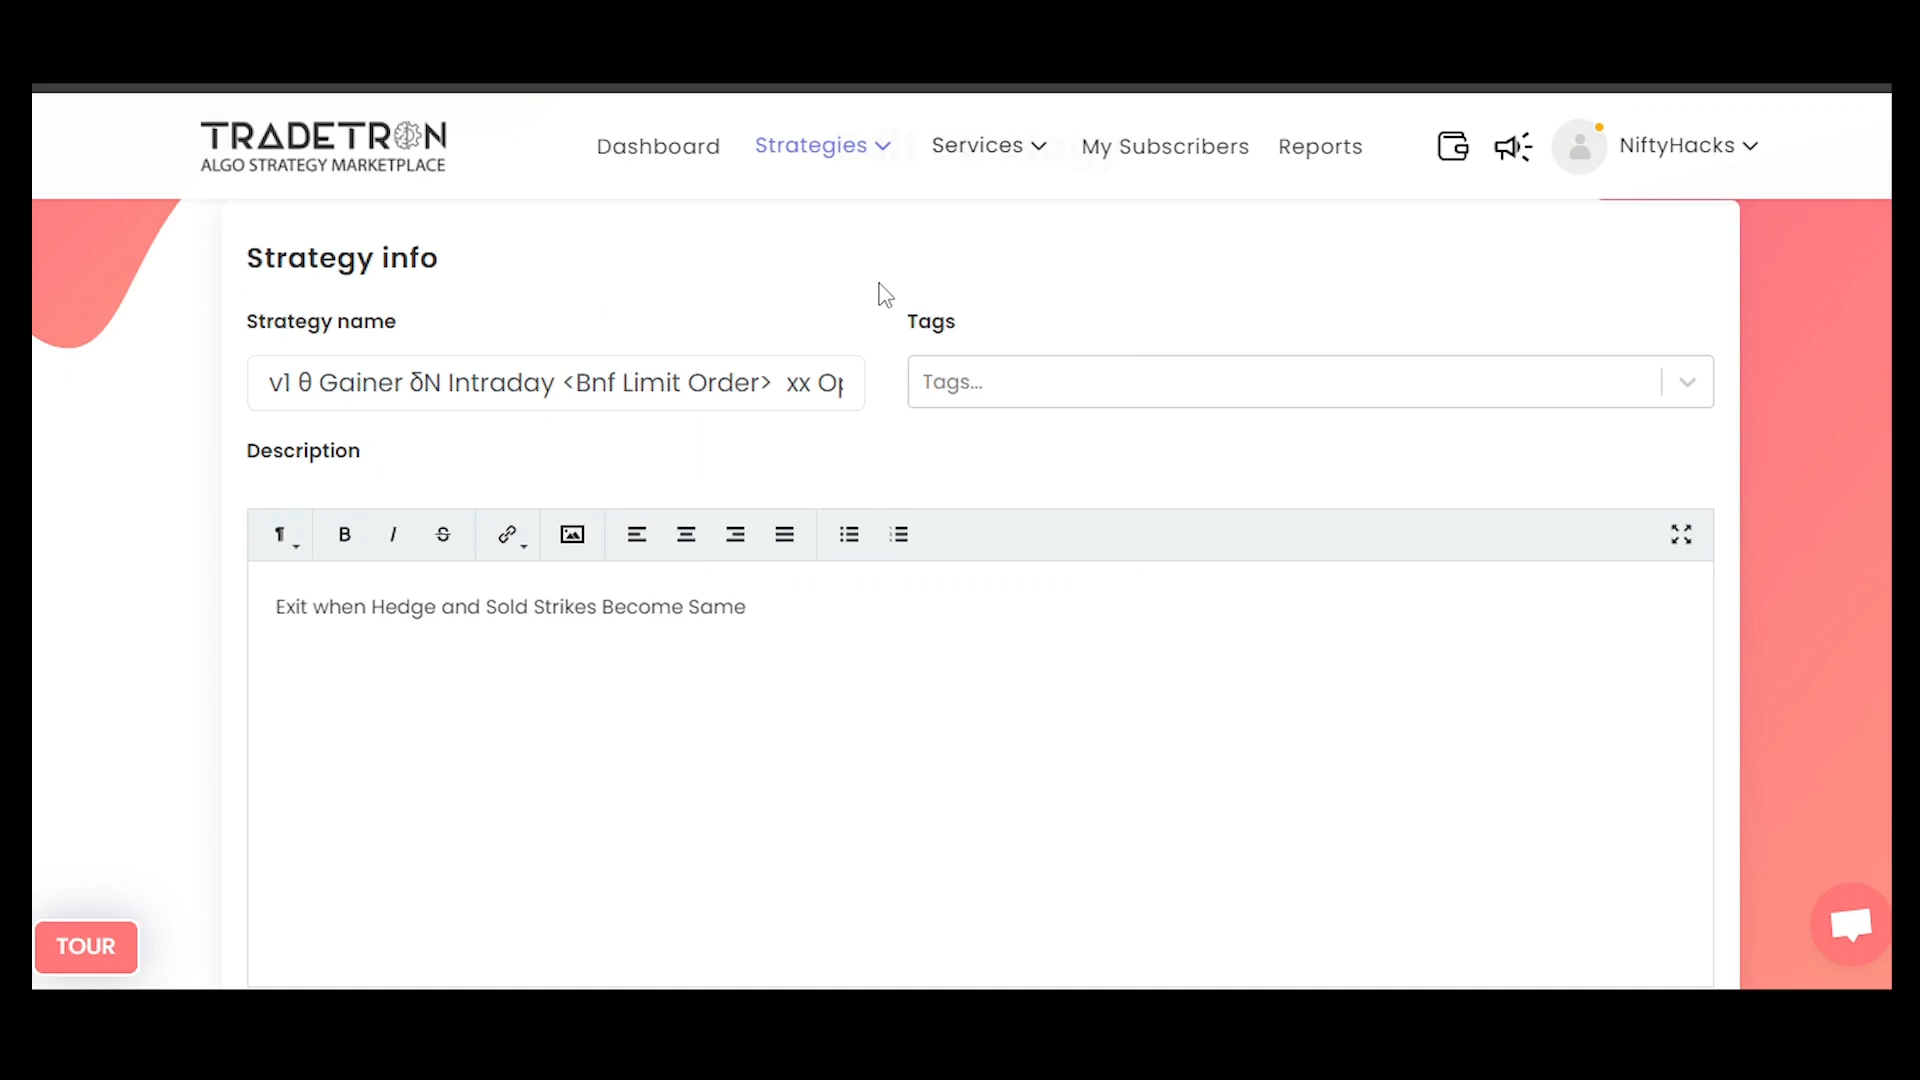 TRADETRON
ALGO STRATEGY MARKETPLACE
Dashboard
Strategies
Services
My Subscribers
Reports
NiftyHacks
Strategy info
Strategy name
Tags
v1 θ Gainer δN Intraday <Bnf Limit Order>  xx Op
Tags...
Description
¶ B I S
Exit when Hedge and Sold Strikes Become Same
TOUR